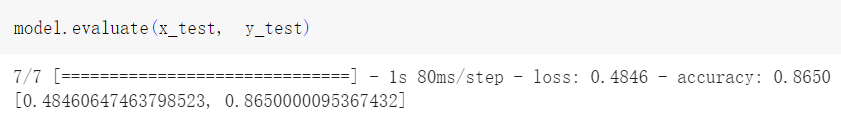 model.evaluate(x_test, y_test)
7/7 [==============================] - 1s 80ms/step - loss: 0.4846 - accuracy: 0.8650
[0.48460647463798523, 0.8650000095367432]